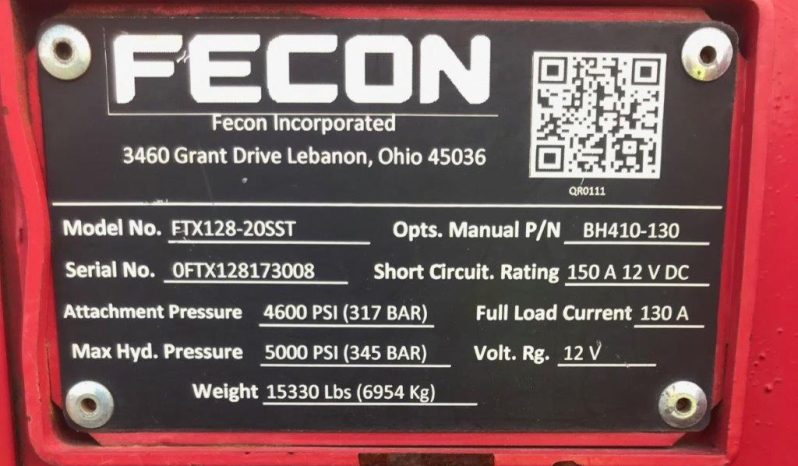 FECON
Fecon Incorporated
3460 Grant Drive Lebanon, Ohio 45036
QR0111
Model No. FTX128-20SST Opts. Manual P/N BH410-130
Serial No. 0FTX128173008 Short Circuit. Rating 150 A 12 V DC
Attachment Pressure 4600 PSI (317 BAR) Full Load Current 130 A
Max Hyd. Pressure 5000 PSI (345 BAR) Volt. Rg. 12 V
Weight 15330 Lbs (6954 Kg)